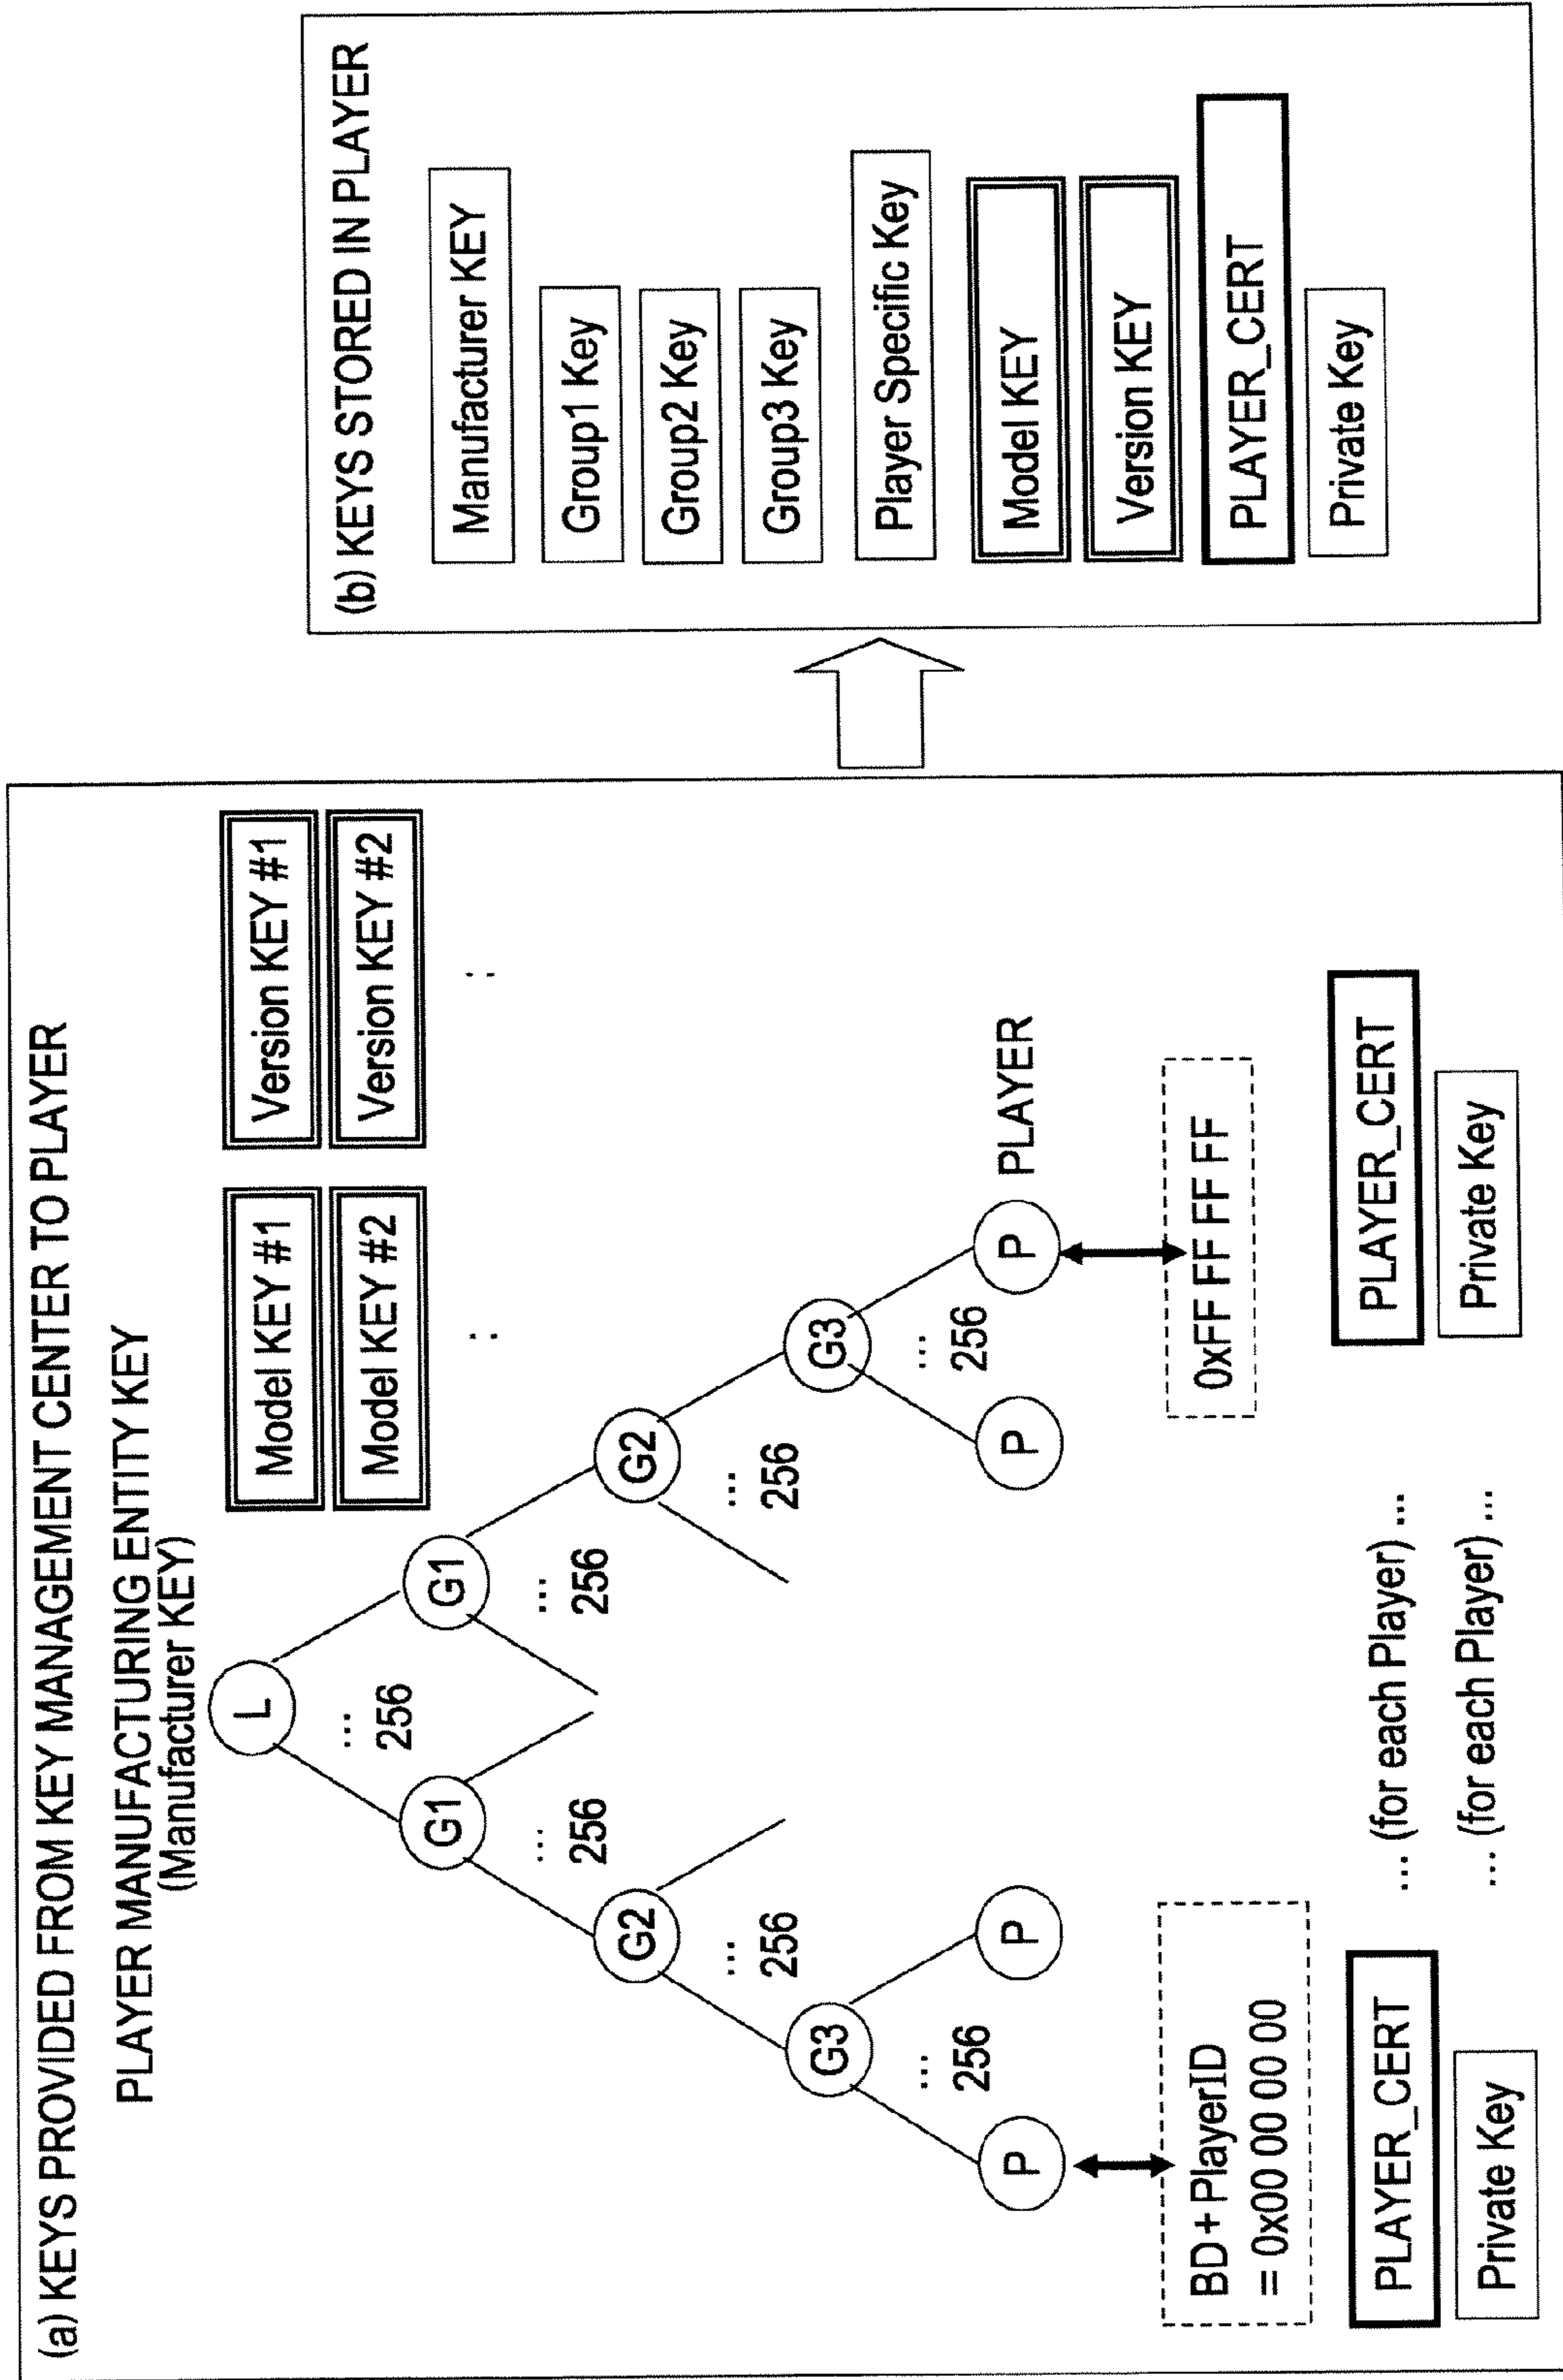 (a) KEYS PROVIDED FROM KEY MANAGEMENT CENTER TO PLAYER
PLAYER MANUFACTURING ENTITY KEY
(Manufacturer KEY)
Model KEY #1
Version KEY #1
Model KEY #2
Version KEY #2
:
:
L
...
256
G1
G1
...
256
...
256
G2
G2
...
256
...
256
G3
G3
...
256
...
256
P
P
P
P
PLAYER
BD+PlayerID
= 0x00 00 00 00
0xFF FF FF FF
PLAYER_CERT
... (for each Player) ...
PLAYER_CERT
Private Key
... (for each Player) ...
Private Key
(b) KEYS STORED IN PLAYER
Manufacturer KEY
Group1 Key
Group2 Key
Group3 Key
Player Specific Key
Model KEY
Version KEY
PLAYER_CERT
Private Key